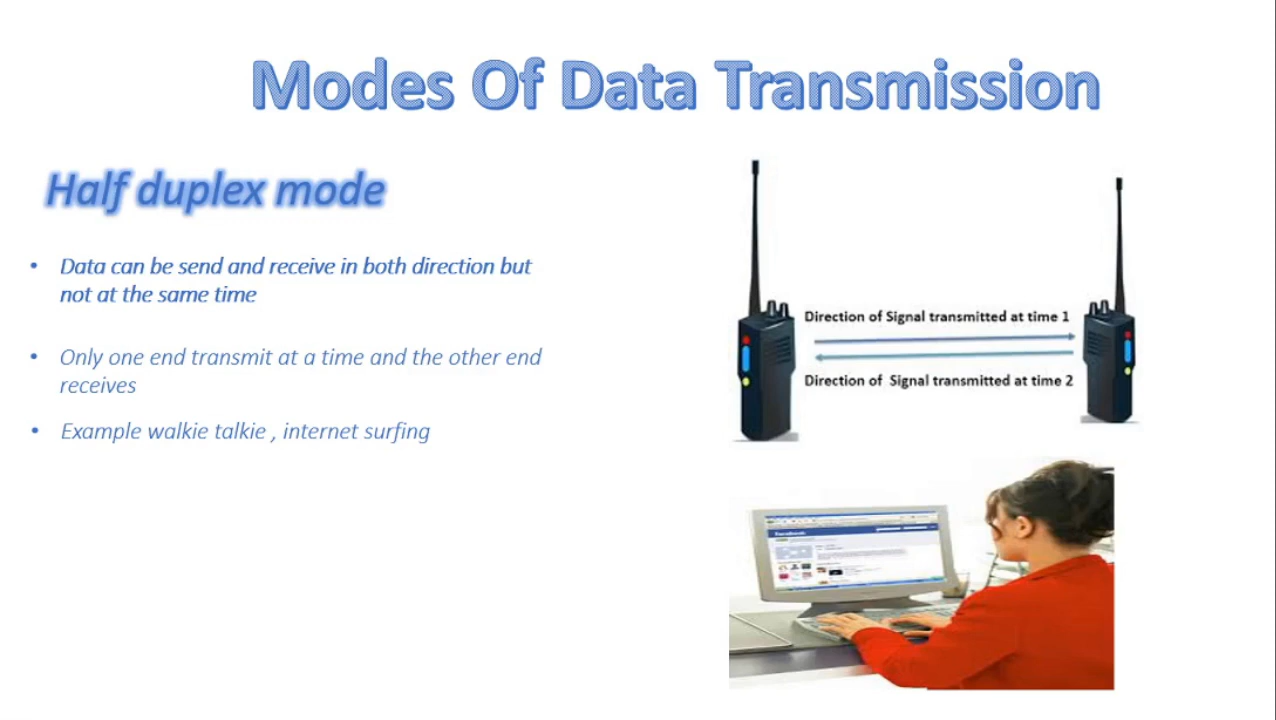 Modes Of Data Transmission
Half duplex mode
• Data can be send and receive in both direction but
not at the same time
• Only one end transmit at a time and the other end
receives
• Example walkie talkie , internet surfing
Direction of Signal transmitted at time 1
Direction of Signal transmitted at time 2